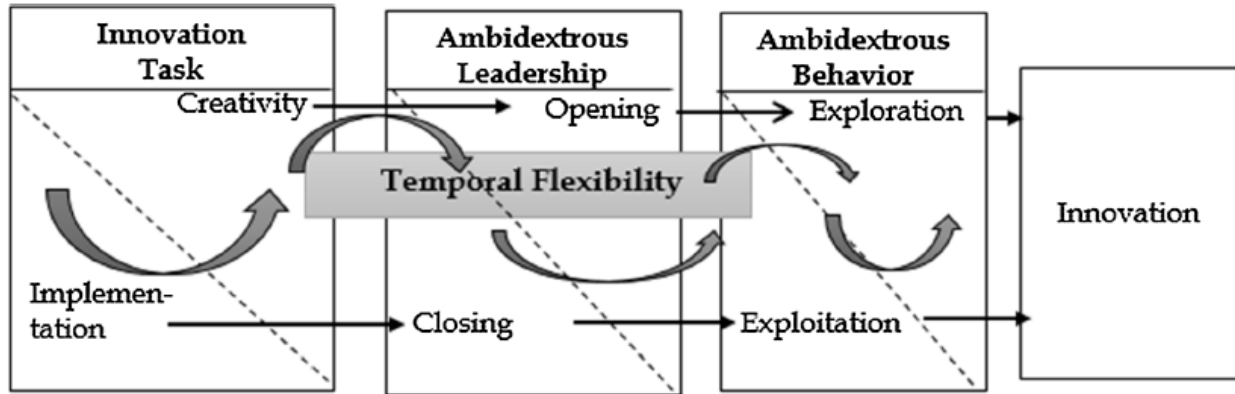 Innovation
Task
Ambidextrous
Leadership
Ambidextrous
Behavior
Creativity
Opening
Exploration
Temporal Flexibility
Innovation
Implemen-
tation
Closing
Exploitation